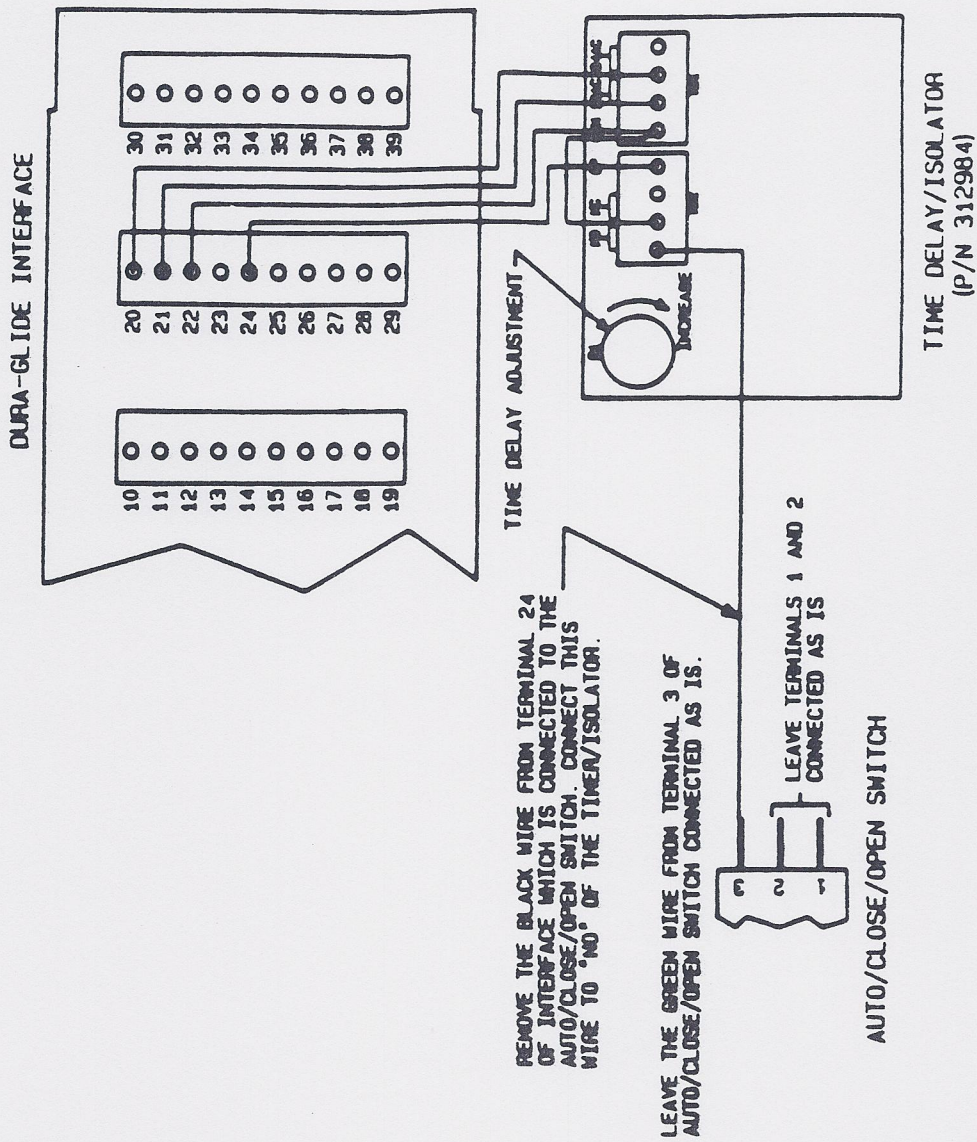 DURA-GLIDE INTERFACE
30
31
32
33
34
35
36
37
38
39
20
21
22
23
24
25
26
27
28
29
10
11
12
13
14
15
16
17
18
19
TIME DELAY ADJUSTMENT
INCREASE
TIME DELAY/ISOLATOR
(P/N 312984)
REMOVE THE BLACK WIRE FROM TERMINAL 24
OF INTERFACE WHICH IS CONNECTED TO THE
AUTO/CLOSE/OPEN SWITCH. CONNECT THIS
WIRE TO "NO" OF THE TIMER/ISOLATOR.
LEAVE THE GREEN WIRE FROM TERMINAL 3 OF
AUTO/CLOSE/OPEN SWITCH CONNECTED AS IS.
LEAVE TERMINALS 1 AND 2
CONNECTED AS IS
3
2
1
AUTO/CLOSE/OPEN SWITCH